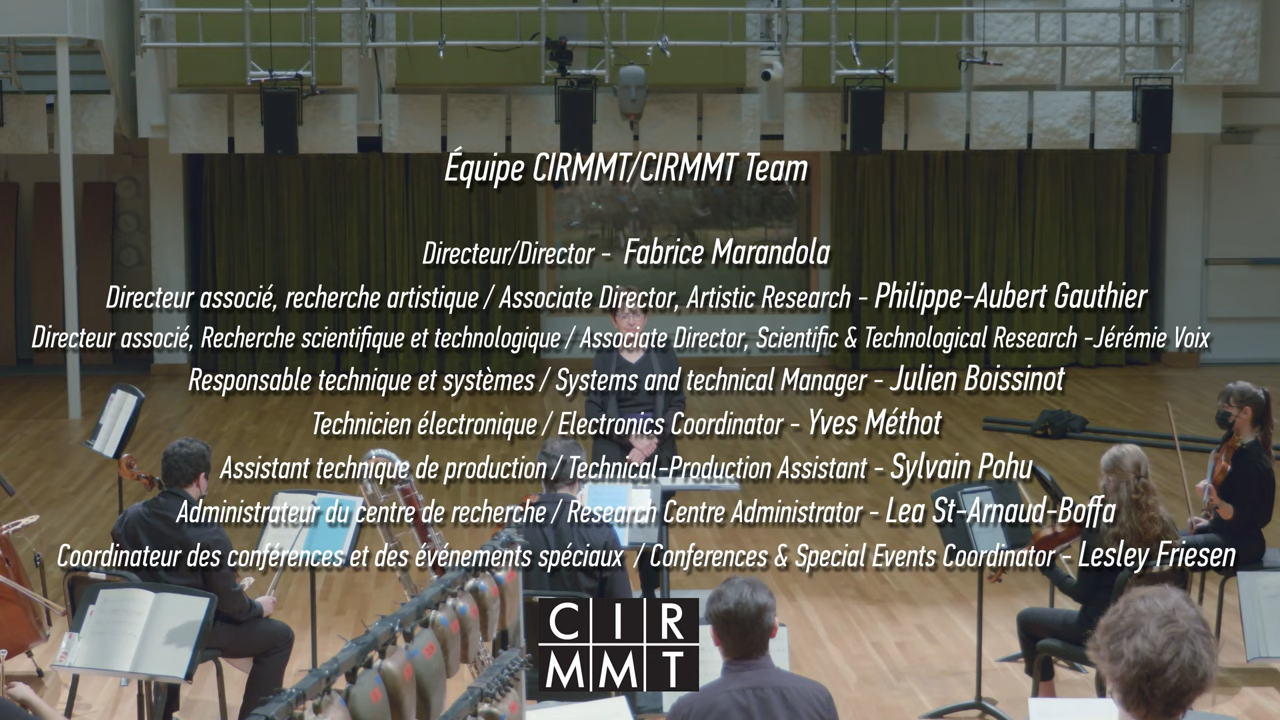 Équipe CIRMMT/CIRMMT Team
Directeur/Director - Fabrice Marandola
Directeur associé, recherche artistique / Associate Director, Artistic Research - Philippe-Aubert Gauthier
Directeur associé, Recherche scientifique et technologique / Associate Director, Scientific & Technological Research -Jérémie Voix
Responsable technique et systèmes / Systems and technical Manager - Julien Boissinot
Technicien électronique / Electronics Coordinator - Yves Méthot
Assistant technique de production / Technical-Production Assistant - Sylvain Pohu
Administrateur du centre de recherche / Research Centre Administrator - Lea St-Arnaud-Boffa
Coordinateur des conférences et des événements spéciaux / Conferences & Special Events Coordinator - Lesley Friesen
CIR
MMT